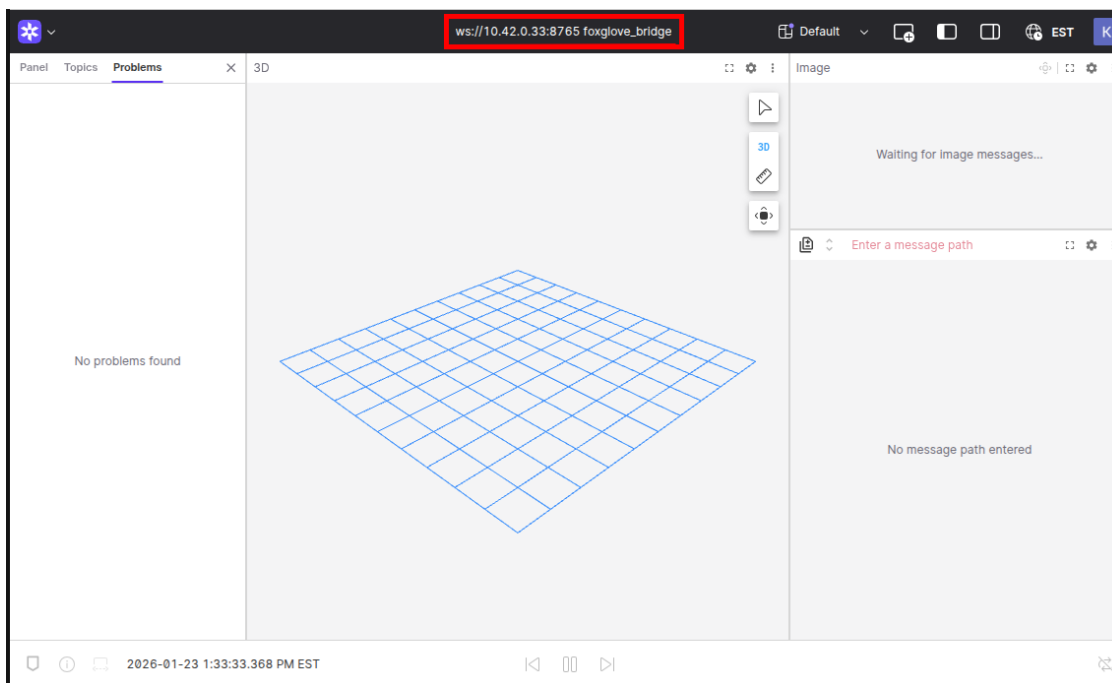 ws://10.42.0.33:8765 foxglove_bridge
Default
EST
K
Panel Topics Problems
3D
Image
3D
Waiting for image messages...
Enter a message path
No problems found
No message path entered
2026-01-23 1:33:33.368 PM EST